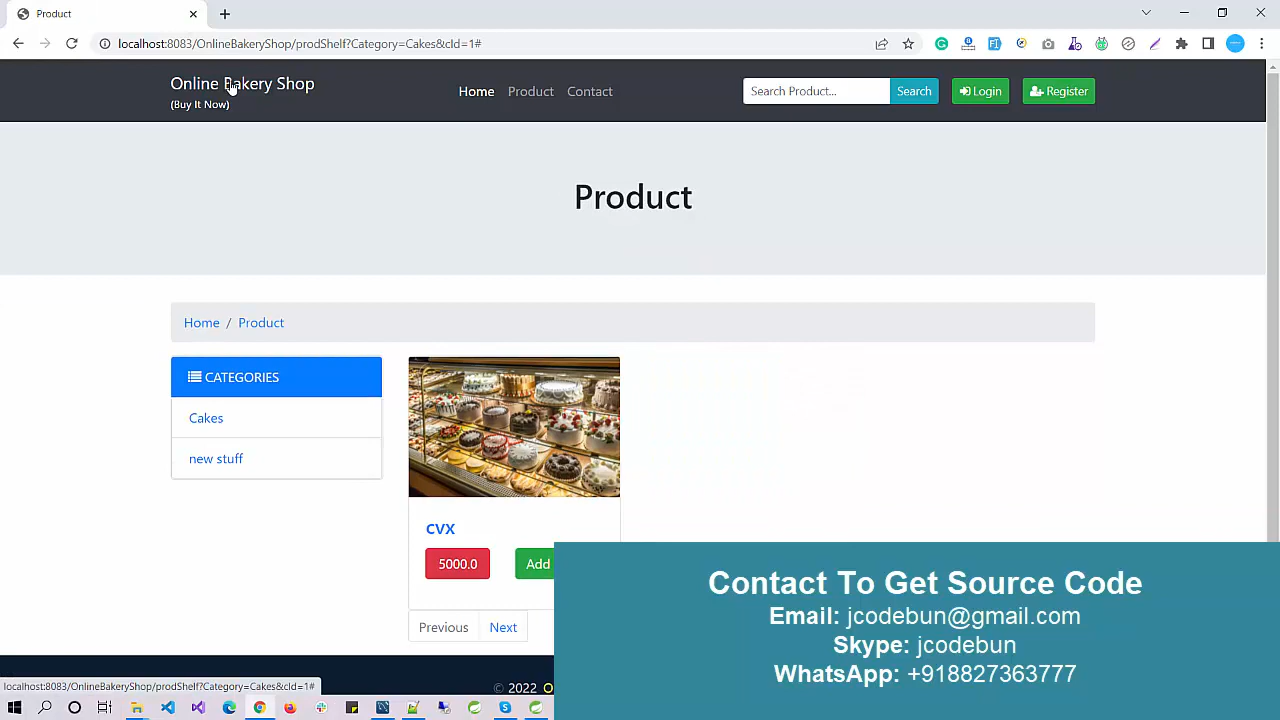 Product
localhost:8083/OnlineBakeryShop/prodShelf?Category=Cakes&cId=1#
Online Bakery Shop
(Buy It Now)
Home
Product
Contact
Search Product...
Search
Login
Register
Product
Home / Product
CATEGORIES
Cakes
new stuff
CVX
5000.0
Add
Previous
Next
Contact To Get Source Code
Email: jcodebun@gmail.com
Skype: jcodebun
WhatsApp: +918827363777
localhost:8083/OnlineBakeryShop/prodShelf?Category=Cakes&cId=1#
© 2022 O